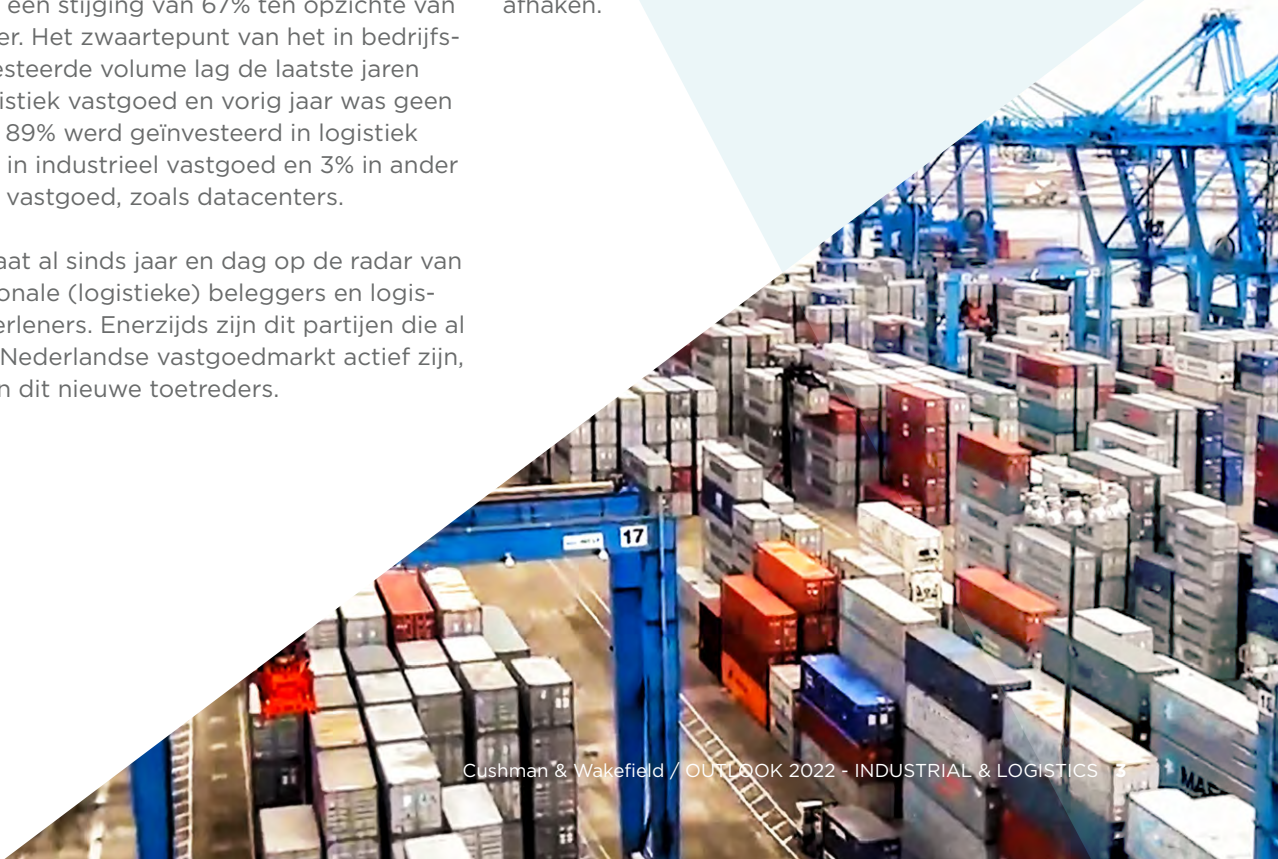 een stijging van 67% ten opzichte van
er. Het zwaartepunt van het in bedrijfs-
esteerde volume lag de laatste jaren
istiek vastgoed en vorig jaar was geen
89% werd geïnvesteerd in logistiek
in industrieel vastgoed en 3% in ander
vastgoed, zoals datacenters.
aat al sinds jaar en dag op de radar van
onale (logistieke) beleggers en logis-
erleners. Enerzijds zijn dit partijen die al
Nederlandse vastgoedmarkt actief zijn,
n dit nieuwe toetreders.
afhaken.
17
Cushman & Wakefield / OUTLOOK 2022 - INDUSTRIAL & LOGISTICS 3